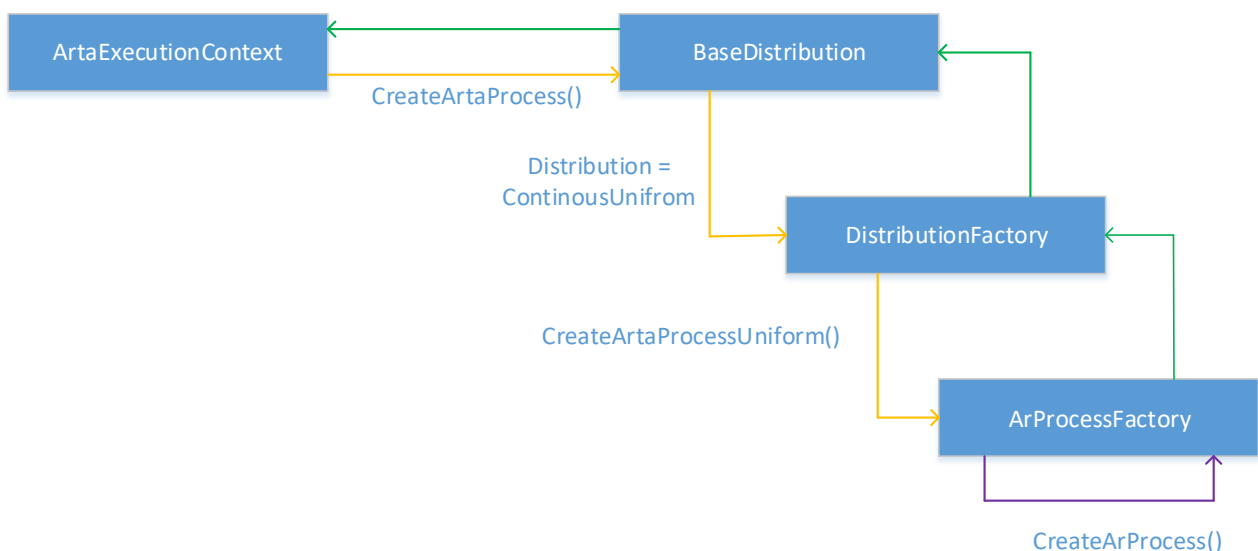 ArtaExecutionContext
BaseDistribution
CreateArtaProcess()
Distribution =
ContinousUnifrom
DistributionFactory
CreateArtaProcessUniform()
ArProcessFactory
CreateArProcess()